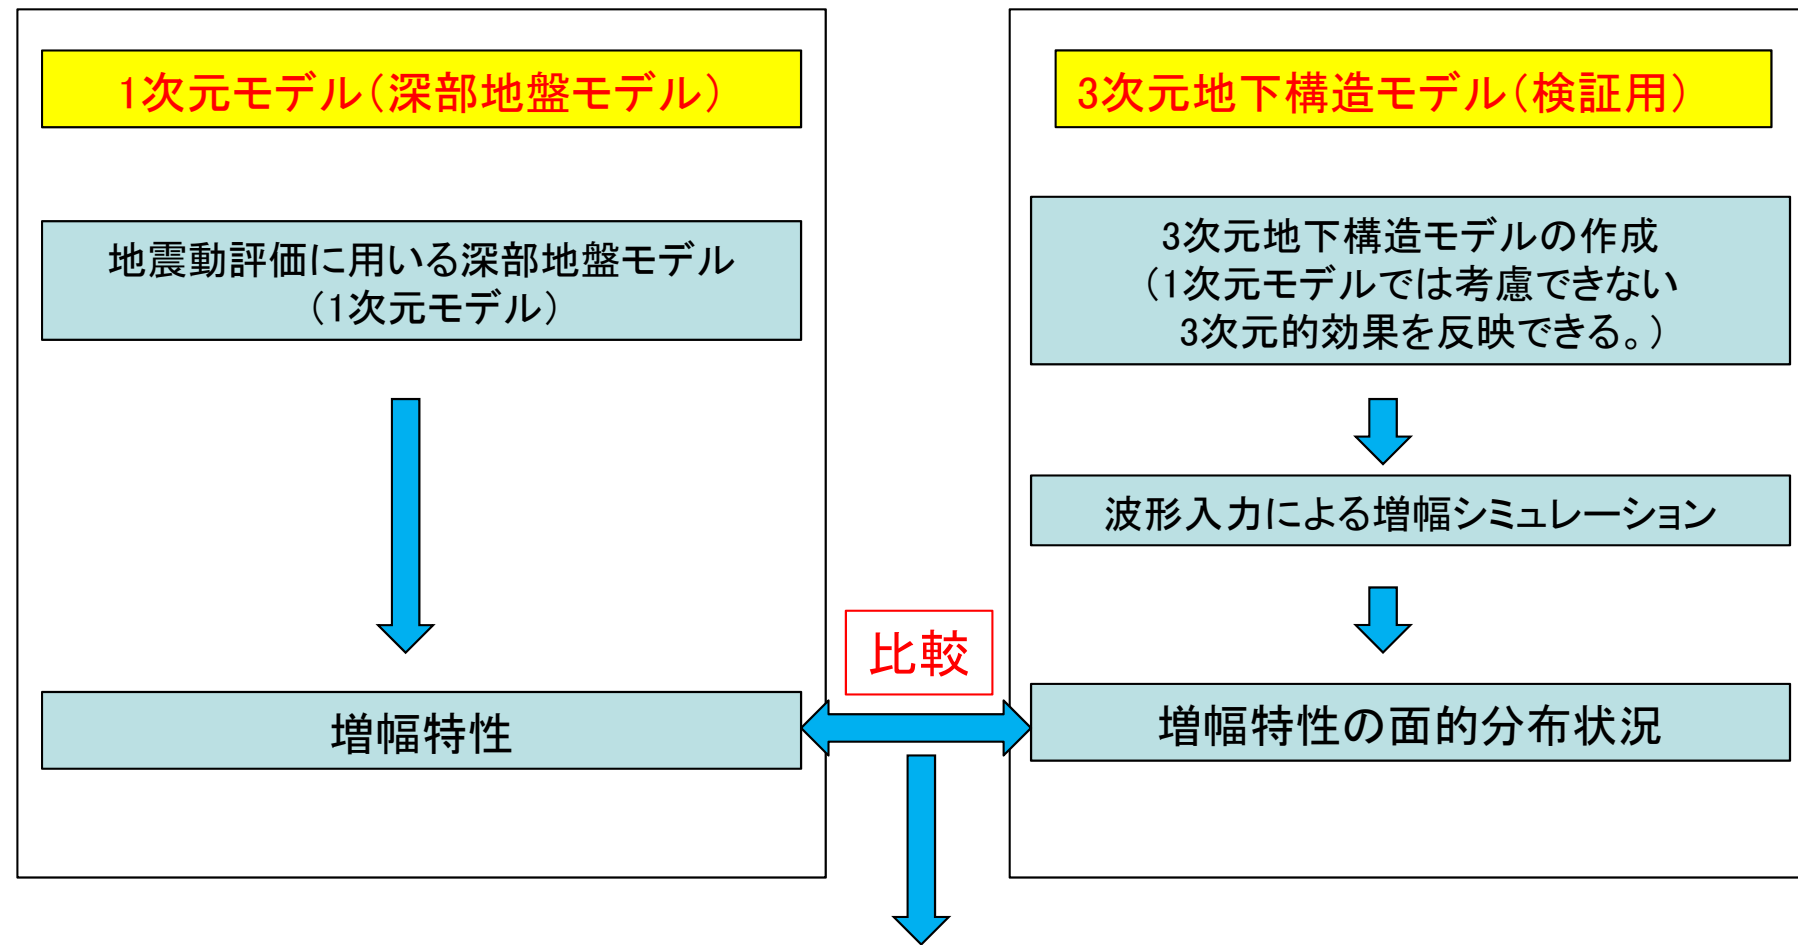 1次元モデル(深部地盤モデル)
地震動評価に用いる深部地盤モデル
(1次元モデル)
増幅特性
比較
3次元地下構造モデル(検証用)
3次元地下構造モデルの作成
(1次元モデルでは考慮できない
3次元的効果を反映できる。)
波形入力による増幅シミュレーション
増幅特性の面的分布状況